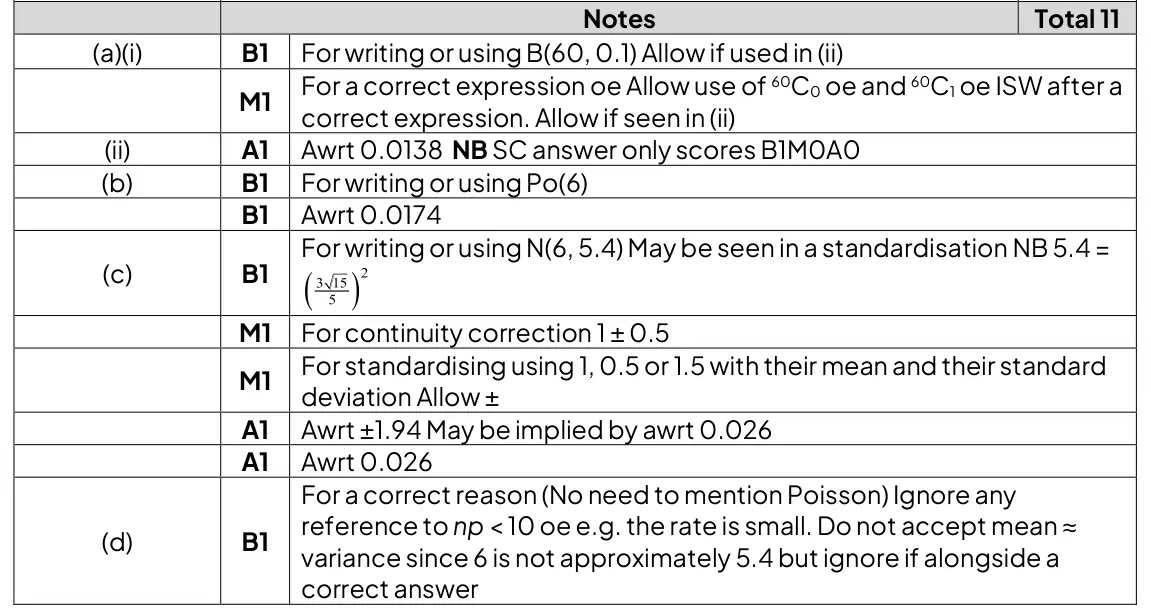 Notes Total 11
(a)(i) B1 For writing or using B(60, 0.1) Allow if used in (ii)
M1 For a correct expression oe Allow use of ⁶⁰C₀ oe and ⁶⁰C₁ oe ISW after a
correct expression. Allow if seen in (ii)
(ii) A1 Awrt 0.0138 NB SC answer only scores B1M0A0
(b) B1 For writing or using Po(6)
B1 Awrt 0.0174
(c) B1 For writing or using N(6, 5.4) May be seen in a standardisation NB 5.4 =
(3√15/5)²
M1 For continuity correction 1 ± 0.5
M1 For standardising using 1, 0.5 or 1.5 with their mean and their standard
deviation Allow ±
A1 Awrt ±1.94 May be implied by awrt 0.026
A1 Awrt 0.026
(d) B1 For a correct reason (No need to mention Poisson) Ignore any
reference to np < 10 oe e.g. the rate is small. Do not accept mean ≈
variance since 6 is not approximately 5.4 but ignore if alongside a
correct answer